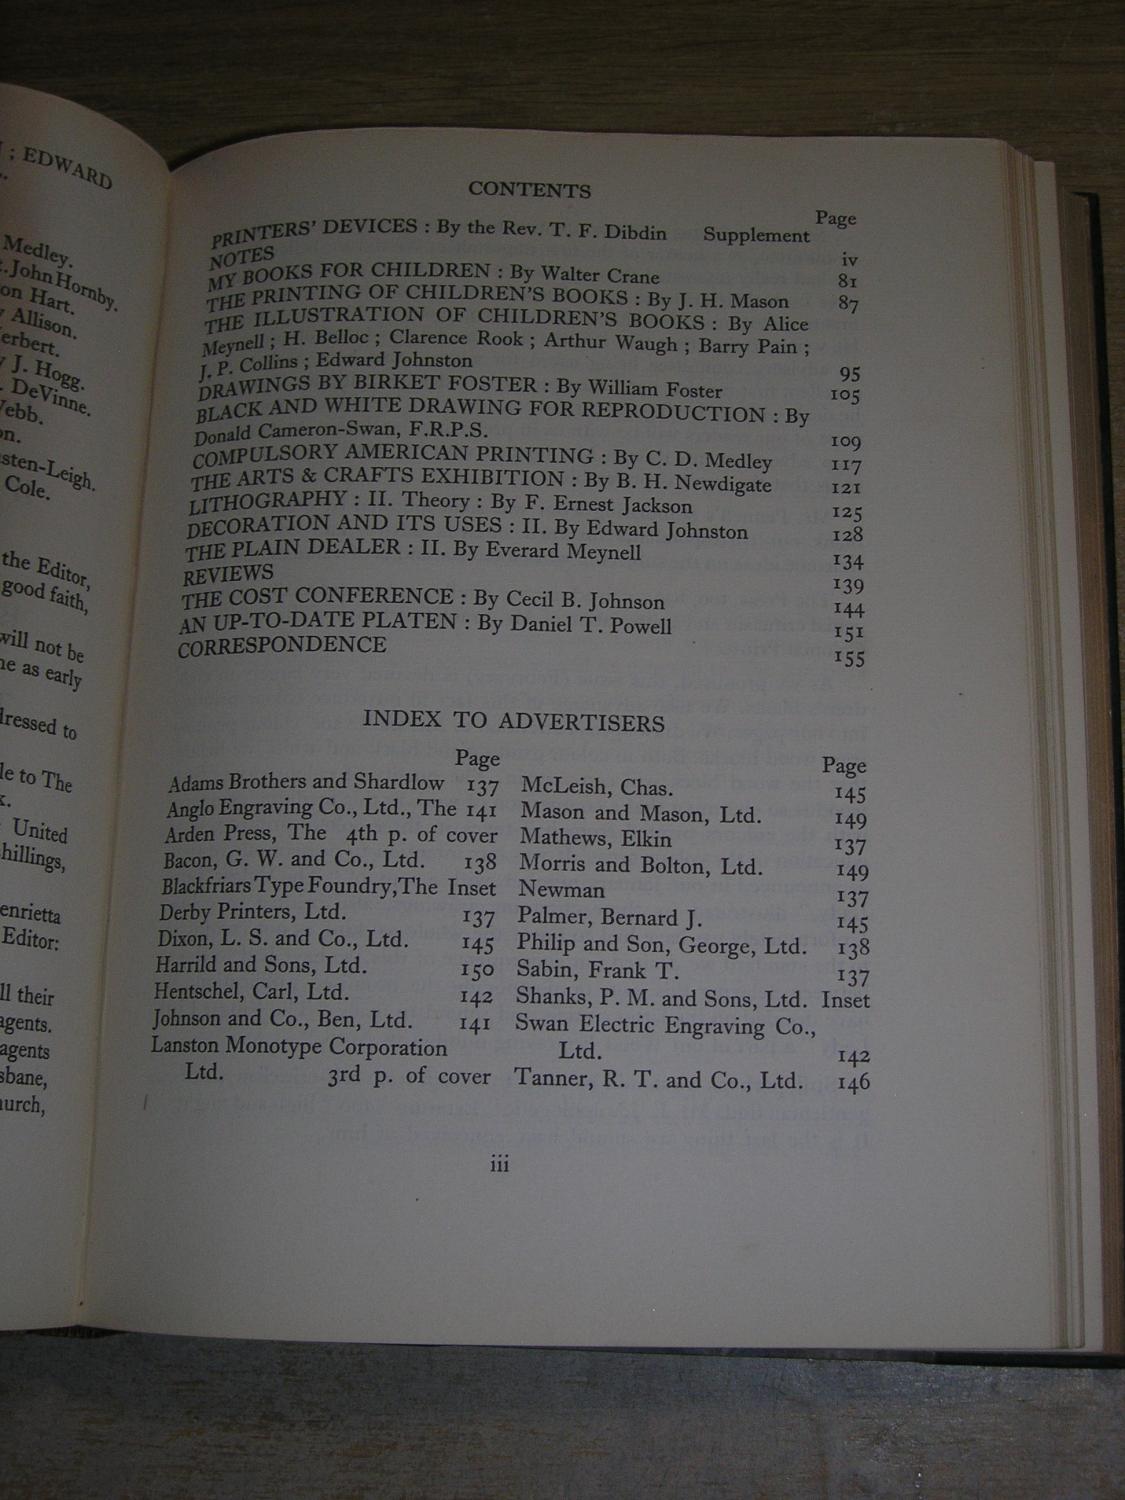 ; EDWARD
Medley.
John Hornby.
on Hart.
Allison.
erbert.
J. Hogg.
DeVinne.
ebb.
on.
sten-Leigh.
Cole.
the Editor,
good faith,
will not be
ne as early
dressed to
le to The
United
hillings,
enrietta
Editor:
ll their
agents.
agents
sbane,
urch,
CONTENTS
Page
PRINTERS' DEVICES : By the Rev. T. F. Dibdin Supplement
NOTES iv
MY BOOKS FOR CHILDREN : By Walter Crane 81
THE PRINTING OF CHILDREN'S BOOKS : By J. H. Mason 87
THE ILLUSTRATION OF CHILDREN'S BOOKS : By Alice
Meynell ; H. Belloc ; Clarence Rook ; Arthur Waugh ; Barry Pain ;
J. P. Collins ; Edward Johnston 95
DRAWINGS BY BIRKET FOSTER : By William Foster 105
BLACK AND WHITE DRAWING FOR REPRODUCTION : By
Donald Cameron-Swan, F.R.P.S. 109
COMPULSORY AMERICAN PRINTING : By C. D. Medley 117
THE ARTS & CRAFTS EXHIBITION : By B. H. Newdigate 121
LITHOGRAPHY : II. Theory : By F. Ernest Jackson 125
DECORATION AND ITS USES : II. By Edward Johnston 128
THE PLAIN DEALER : II. By Everard Meynell 134
REVIEWS 139
THE COST CONFERENCE : By Cecil B. Johnson 144
AN UP-TO-DATE PLATEN : By Daniel T. Powell 151
CORRESPONDENCE 155
INDEX TO ADVERTISERS
Page
Adams Brothers and Shardlow 137
Anglo Engraving Co., Ltd., The 141
Arden Press, The 4th p. of cover
Bacon, G. W. and Co., Ltd. 138
Blackfriars Type Foundry, The Inset
Derby Printers, Ltd. 137
Dixon, L. S. and Co., Ltd. 145
Harrild and Sons, Ltd. 150
Hentschel, Carl, Ltd. 142
Johnson and Co., Ben, Ltd. 141
Lanston Monotype Corporation
Ltd. 3rd p. of cover
Page
McLeish, Chas. 145
Mason and Mason, Ltd. 149
Mathews, Elkin 137
Morris and Bolton, Ltd. 149
Newman 137
Palmer, Bernard J. 145
Philip and Son, George, Ltd. 138
Sabin, Frank T. 137
Shanks, P. M. and Sons, Ltd. Inset
Swan Electric Engraving Co.,
Ltd. 142
Tanner, R. T. and Co., Ltd. 146
iii